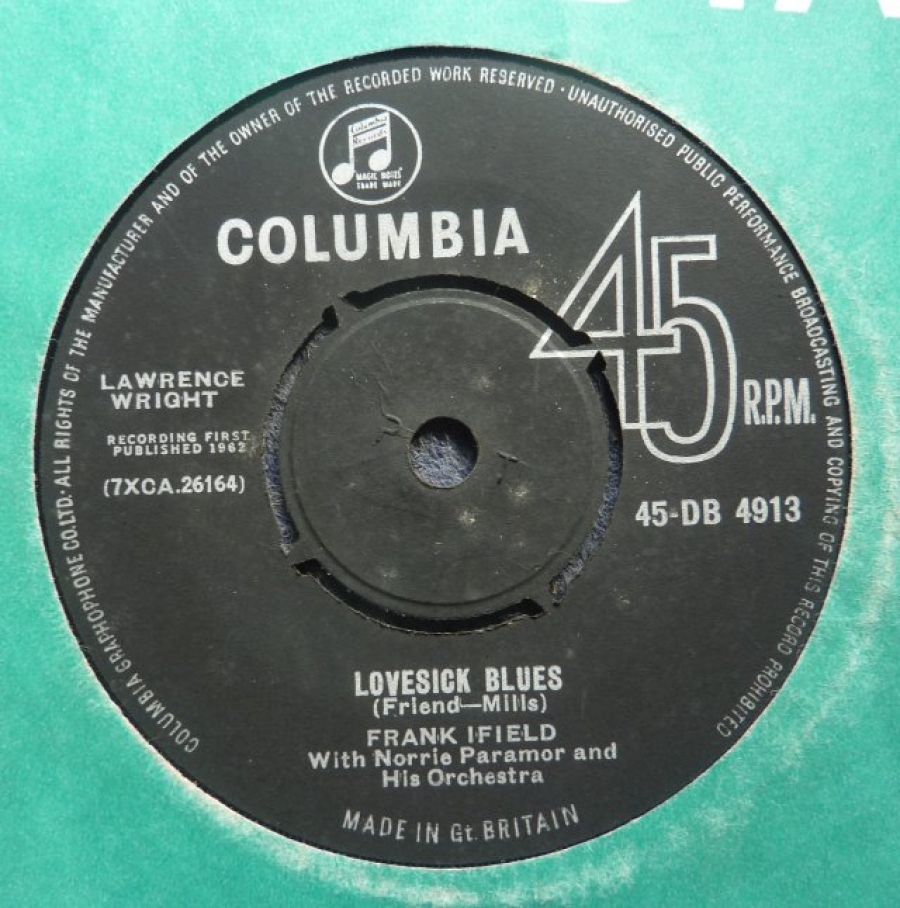 COLUMBIA GRAPHOPHONE CO.LTD. ALL RIGHTS OF THE MANUFACTURER AND OF THE OWNER OF THE RECORDED WORK RESERVED · UNAUTHORISED PUBLIC PERFORMANCE BROADCASTING AND COPYING OF THIS RECORD PROHIBITED
Columbia
Records
MAGIC NOTES
TRADE MARK
COLUMBIA
45
R.P.M.
LAWRENCE
WRIGHT
RECORDING FIRST
PUBLISHED 1962
(7XCA.26164)
45-DB 4913
LOVESICK BLUES
(Friend—Mills)
FRANK IFIELD
With Norrie Paramor and
His Orchestra
MADE IN Gt. BRITAIN